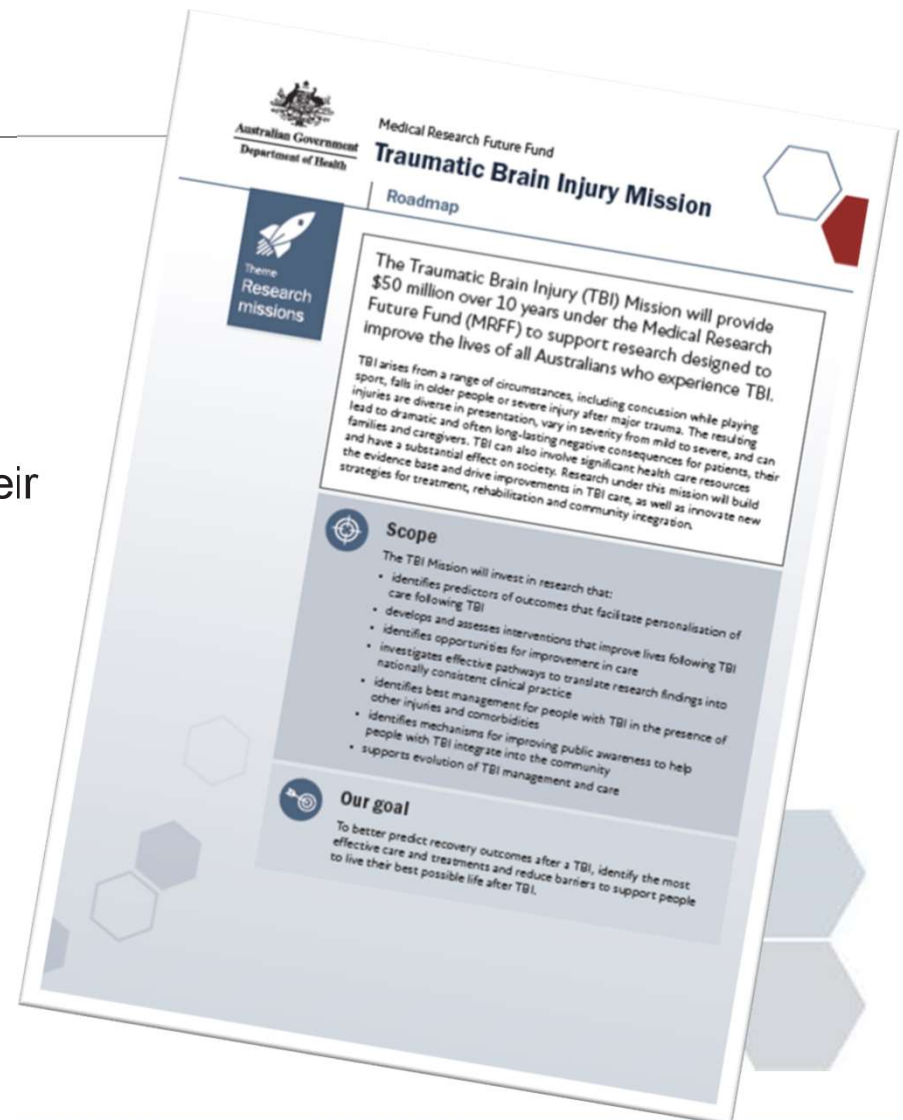 eir
Australian Government
Department of Health
Medical Research Future Fund
Traumatic Brain Injury Mission
Roadmap
Theme
Research
missions
The Traumatic Brain Injury (TBI) Mission will provide
$50 million over 10 years under the Medical Research
Future Fund (MRFF) to support research designed to
improve the lives of all Australians who experience TBI.
TBI arises from a range of circumstances, including concussion while playing
sport, falls in older people or severe injury after major trauma. The resulting
injuries are diverse in presentation, vary in severity from mild to severe, and can
lead to dramatic and often long-lasting negative consequences for patients, their
families and caregivers. TBI can also involve significant health care resources
and have a substantial effect on society. Research under this mission will build
the evidence base and drive improvements in TBI care, as well as innovate new
strategies for treatment, rehabilitation and community integration.
Scope
The TBI Mission will invest in research that:
• identifies predictors of outcomes that facilitate personalisation of
care following TBI
• develops and assesses interventions that improve lives following TBI
• identifies opportunities for improvement in care
• investigates effective pathways to translate research findings into
nationally consistent clinical practice
• identifies best management for people with TBI in the presence of
other injuries and comorbidities
• identifies mechanisms for improving public awareness to help
people with TBI integrate into the community
• supports evolution of TBI management and care
Our goal
To better predict recovery outcomes after a TBI, identify the most
effective care and treatments and reduce barriers to support people
to live their best possible life after TBI.